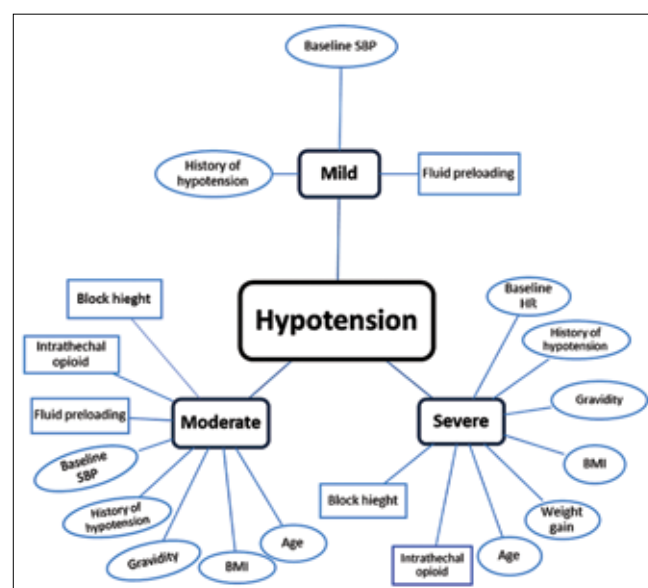 Baseline SBP
History of
hypotension
Mild
Fluid preloading
Hypotension
Block hieght
Intrathechal
opioid
Fluid preloading
Baseline
SBP
History of
hypotension
Gravidity
BMI
Age
Moderate
Baseline
HR
History of
hypotension
Gravidity
BMI
Weight
gain
Age
Intrathechal
opioid
Block hieght
Severe